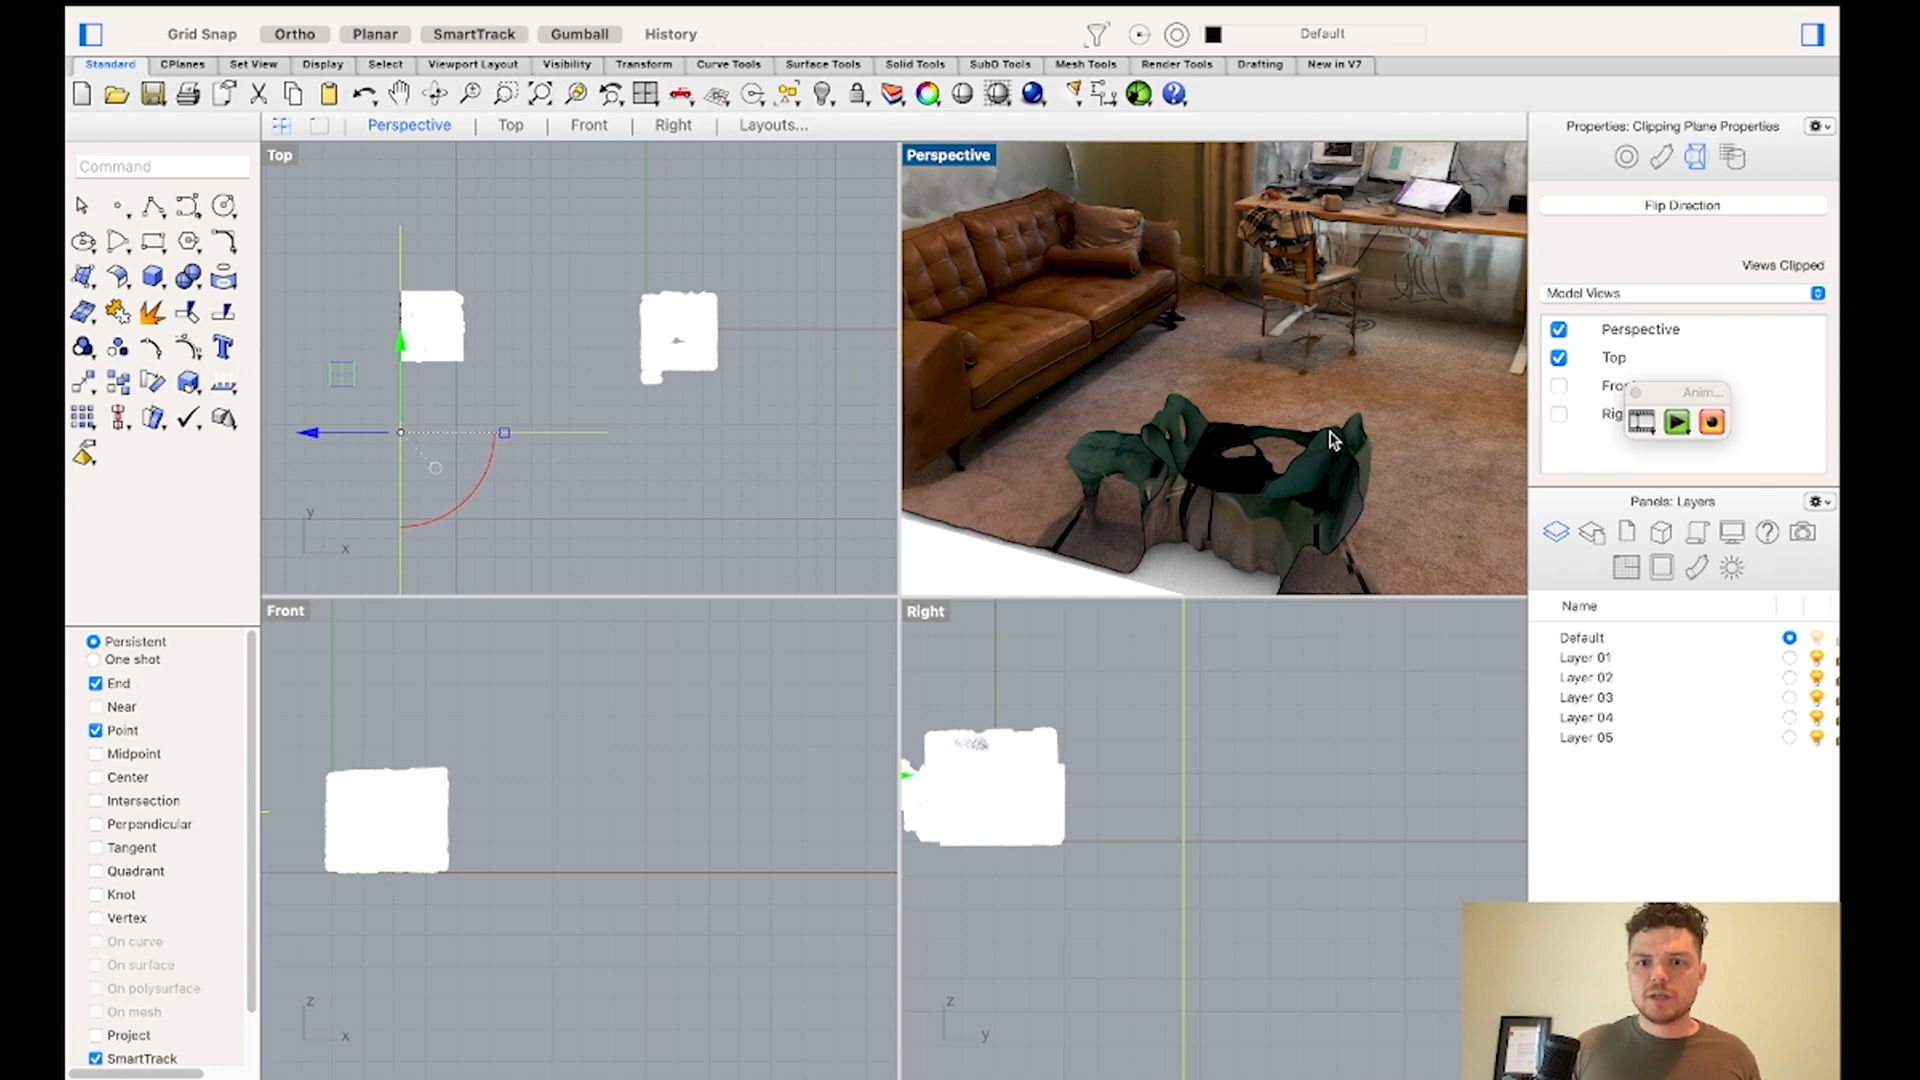 Grid Snap Ortho Planar SmartTrack Gumball History Default
Standard CPlanes Set View Display Select Viewport Layout Visibility Transform Curve Tools Surface Tools Solid Tools SubD Tools Mesh Tools Render Tools Drafting New in V7
Perspective Top Front Right Layouts...
Command
Top
y
x
Perspective
Front
z
x
Right
z
y
Persistent
One shot
End
Near
Point
Midpoint
Center
Intersection
Perpendicular
Tangent
Quadrant
Knot
Vertex
On curve
On surface
On polysurface
On mesh
Project
SmartTrack
Properties: Clipping Plane Properties
Flip Direction
Views Clipped
Model Views
Perspective
Top
Fro
Rig
Anim...
Panels: Layers
Name
Default
Layer 01
Layer 02
Layer 03
Layer 04
Layer 05